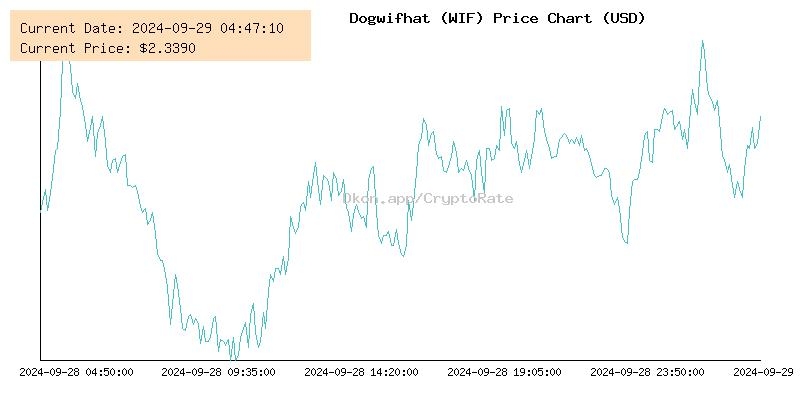 Dogwifhat (WIF) Price Chart (USD)
Current Date: 2024-09-29 04:47:10
Current Price: $2.3390
Dkon.app/CryptoRate
2024-09-28 04:50:00 2024-09-28 09:35:00 2024-09-28 14:20:00 2024-09-28 19:05:00 2024-09-28 23:50:00 2024-09-29